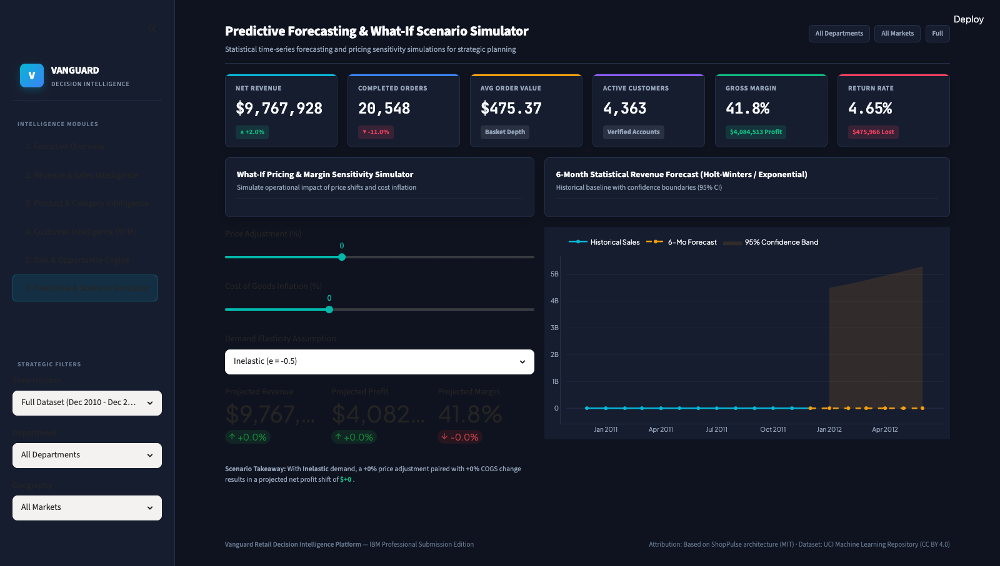 Deploy
VANGUARD
DECISION INTELLIGENCE
INTELLIGENCE MODULES
1. Executive Overview
2. Revenue & Sales Intelligence
3. Product & Category Intelligence
4. Customer Intelligence (RFM)
5. Risk & Opportunity Engine
6. Predictive & Scenario Simulator
STRATEGIC FILTERS
Time Horizon
Full Dataset (Dec 2010 - Dec 2…
Department
All Departments
Geography
All Markets
Predictive Forecasting & What-If Scenario Simulator
Statistical time-series forecasting and pricing sensitivity simulations for strategic planning
All Departments
All Markets
Full
NET REVENUE
$9,767,928
▲ +2.0%
COMPLETED ORDERS
20,548
▼ -11.0%
AVG ORDER VALUE
$475.37
Basket Depth
ACTIVE CUSTOMERS
4,363
Verified Accounts
GROSS MARGIN
41.8%
$4,084,513 Profit
RETURN RATE
4.65%
$475,966 Lost
What-If Pricing & Margin Sensitivity Simulator
Simulate operational impact of price shifts and cost inflation
Price Adjustment (%)
0
Cost of Goods Inflation (%)
0
Demand Elasticity Assumption
Inelastic (e = -0.5)
Projected Revenue
$9,767,…
↑ +0.0%
Projected Profit
$4,082…
↑ +0.0%
Projected Margin
41.8%
↓ -0.0%
Scenario Takeaway: With Inelastic demand, a +0% price adjustment paired with +0% COGS change
results in a projected net profit shift of $+0 .
6-Month Statistical Revenue Forecast (Holt-Winters / Exponential)
Historical baseline with confidence boundaries (95% CI)
Historical Sales
6-Mo Forecast
95% Confidence Band
5B
4B
3B
2B
1B
0
Jan 2011
Apr 2011
Jul 2011
Oct 2011
Jan 2012
Apr 2012
Vanguard Retail Decision Intelligence Platform — IBM Professional Submission Edition
Attribution: Based on ShopPulse architecture (MIT) · Dataset: UCI Machine Learning Repository (CC BY 4.0)